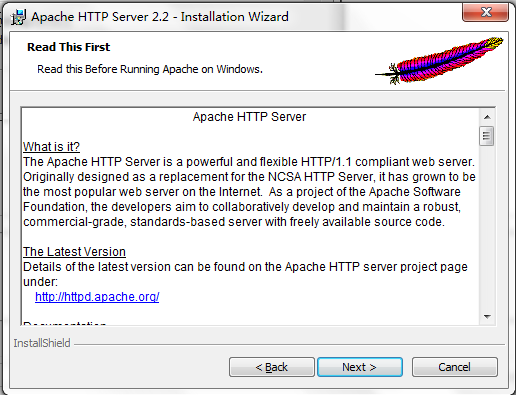 Apache HTTP Server 2.2 - Installation Wizard
Read This First
Read this Before Running Apache on Windows.
Apache HTTP Server
What is it?
The Apache HTTP Server is a powerful and flexible HTTP/1.1 compliant web server.
Originally designed as a replacement for the NCSA HTTP Server, it has grown to be
the most popular web server on the Internet.  As a project of the Apache Software
Foundation, the developers aim to collaboratively develop and maintain a robust,
commercial-grade, standards-based server with freely available source code.
The Latest Version
Details of the latest version can be found on the Apache HTTP server project page
under:
http://httpd.apache.org/
Documentation
InstallShield
< Back
Next >
Cancel